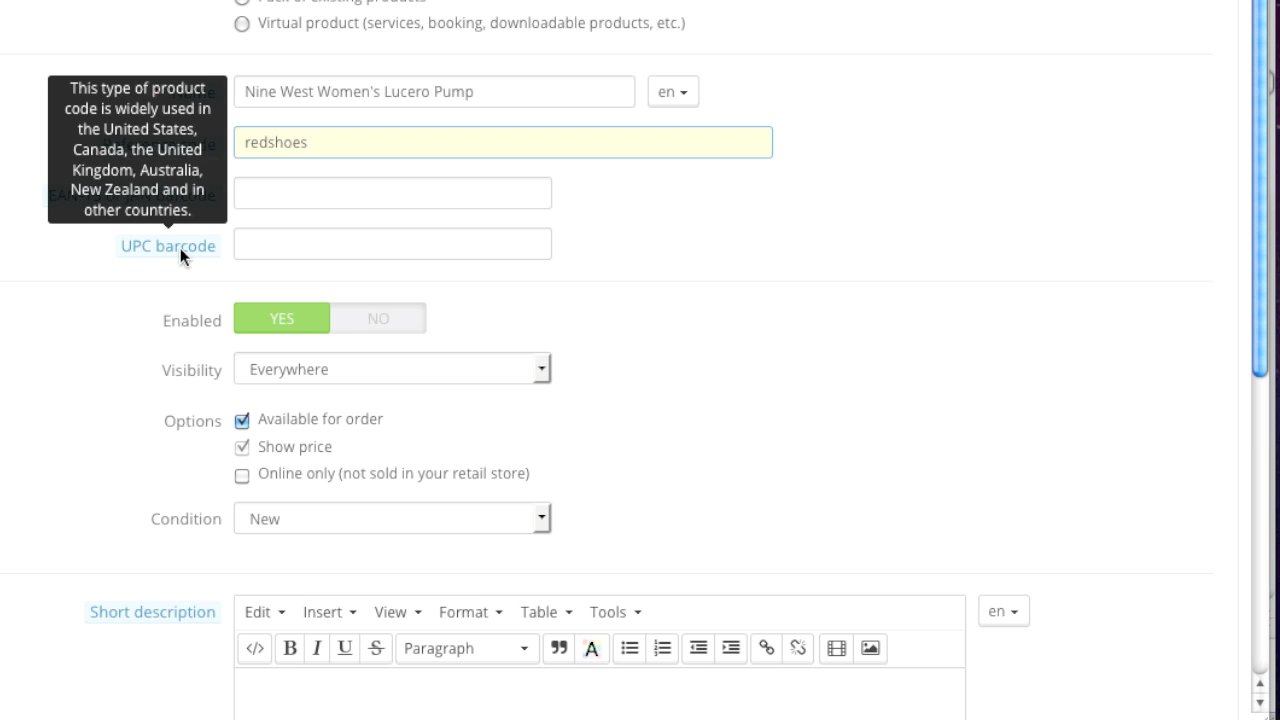 Virtual product (services, booking, downloadable products, etc.)
This type of product
code is widely used in
the United States,
Canada, the United
Kingdom, Australia,
New Zealand and in
other countries.
Nine West Women's Lucero Pump
en
redshoes
UPC barcode
Enabled
YES
NO
Visibility
Everywhere
Options
Available for order
Show price
Online only (not sold in your retail store)
Condition
New
Short description
Edit
Insert
View
Format
Table
Tools
en
B I U S Paragraph A